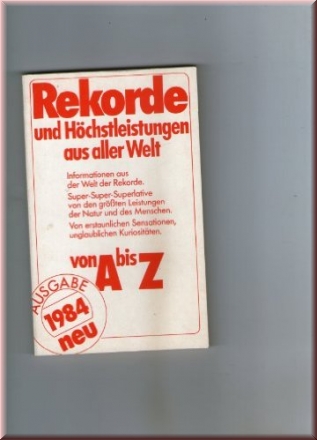 Rekorde
und Höchstleistungen
aus aller Welt
Informationen aus
der Welt der Rekorde.
Super-Super-Superlative
von den größten Leistungen
der Natur und des Menschen.
Von erstaunlichen Sensationen,
unglaublichen Kuriositäten.
von A bis Z
AUSGABE
1984
neu